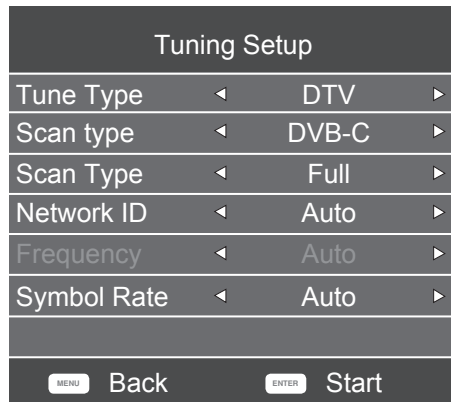 Tuning Setup
Tune Type DTV
Scan type DVB-C
Scan Type Full
Network ID Auto
Frequency Auto
Symbol Rate Auto
MENU Back ENTER Start